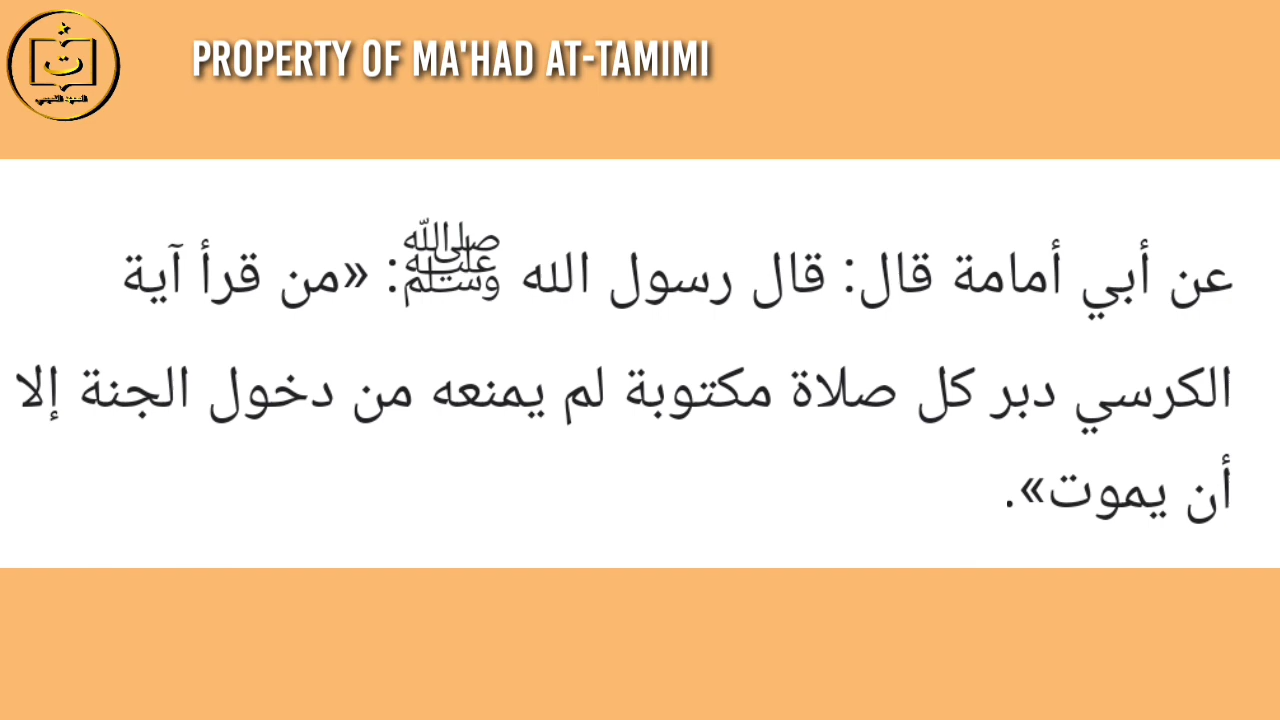 PROPERTY OF MA'HAD AT-TAMIMI
عن أبي أمامة قال: قال رسول الله ﷺ: «من قرأ آية
الكرسي دبر كل صلاة مكتوبة لم يمنعه من دخول الجنة إلا
أن يموت».